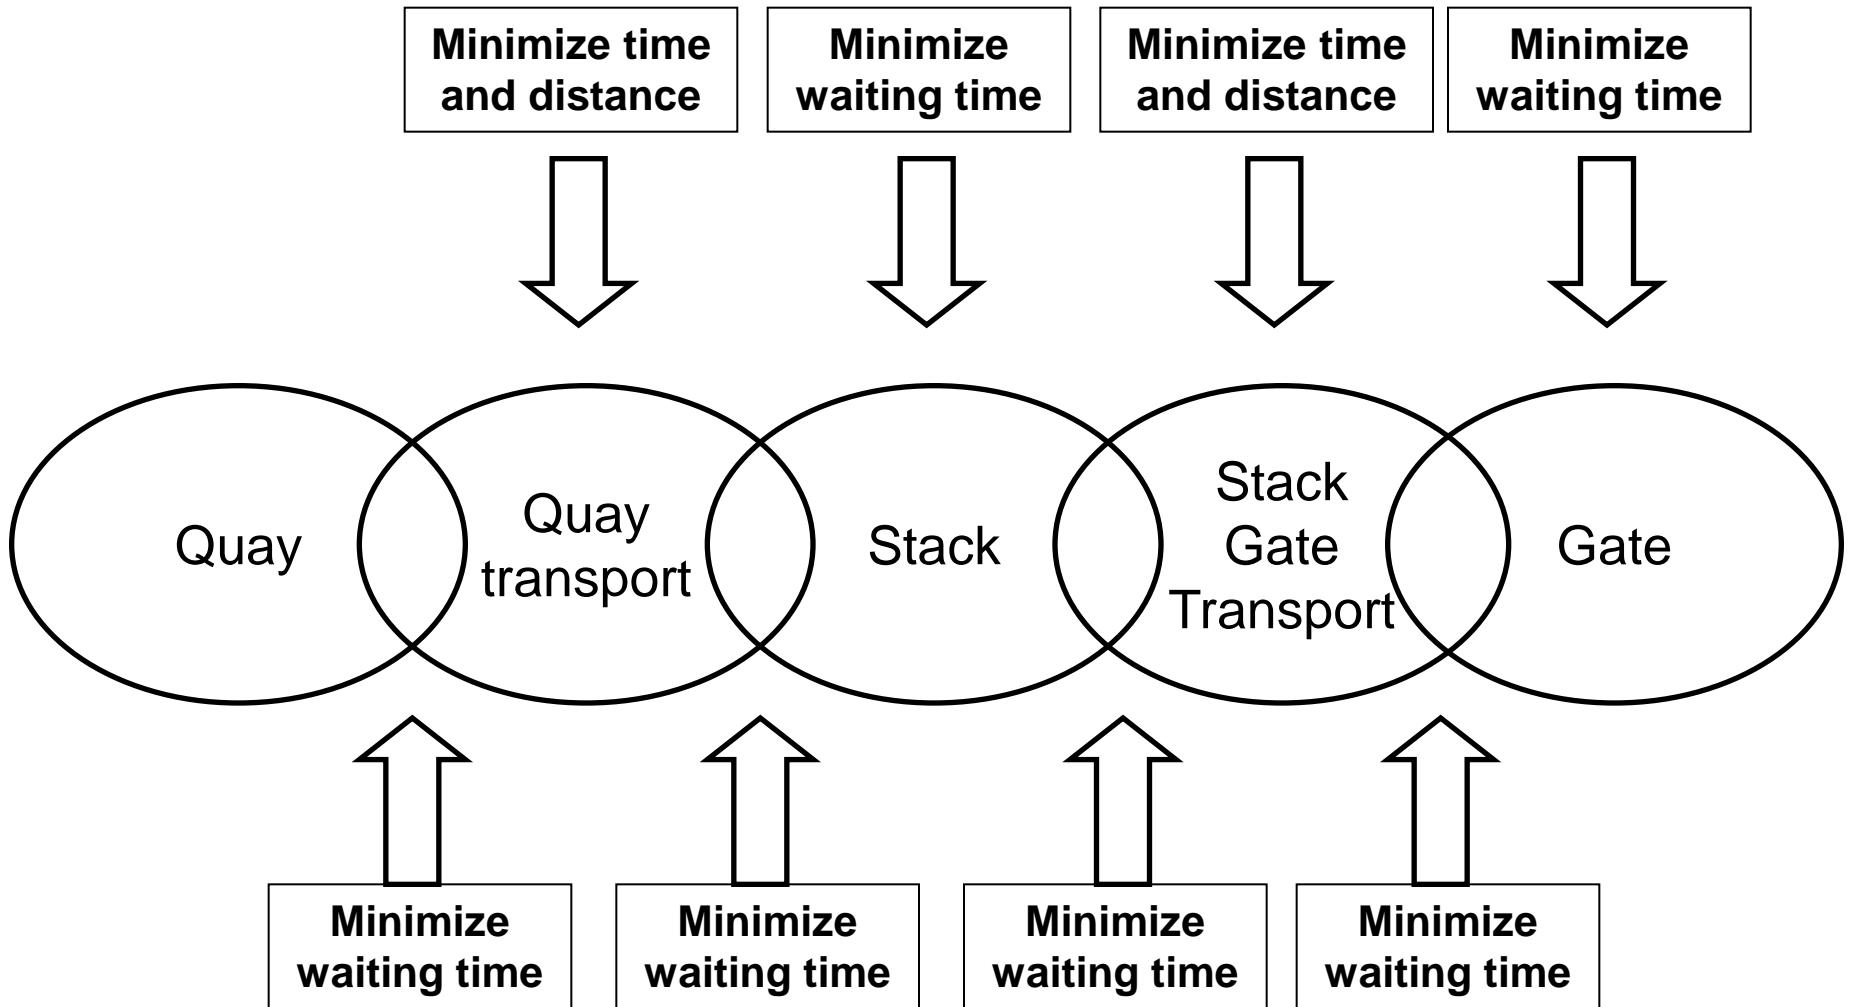 Minimize time
and distance
Minimize
waiting time
Minimize time
and distance
Minimize
waiting time
Quay
Quay
transport
Stack
Stack
Gate
Transport
Gate
Minimize
waiting time
Minimize
waiting time
Minimize
waiting time
Minimize
waiting time